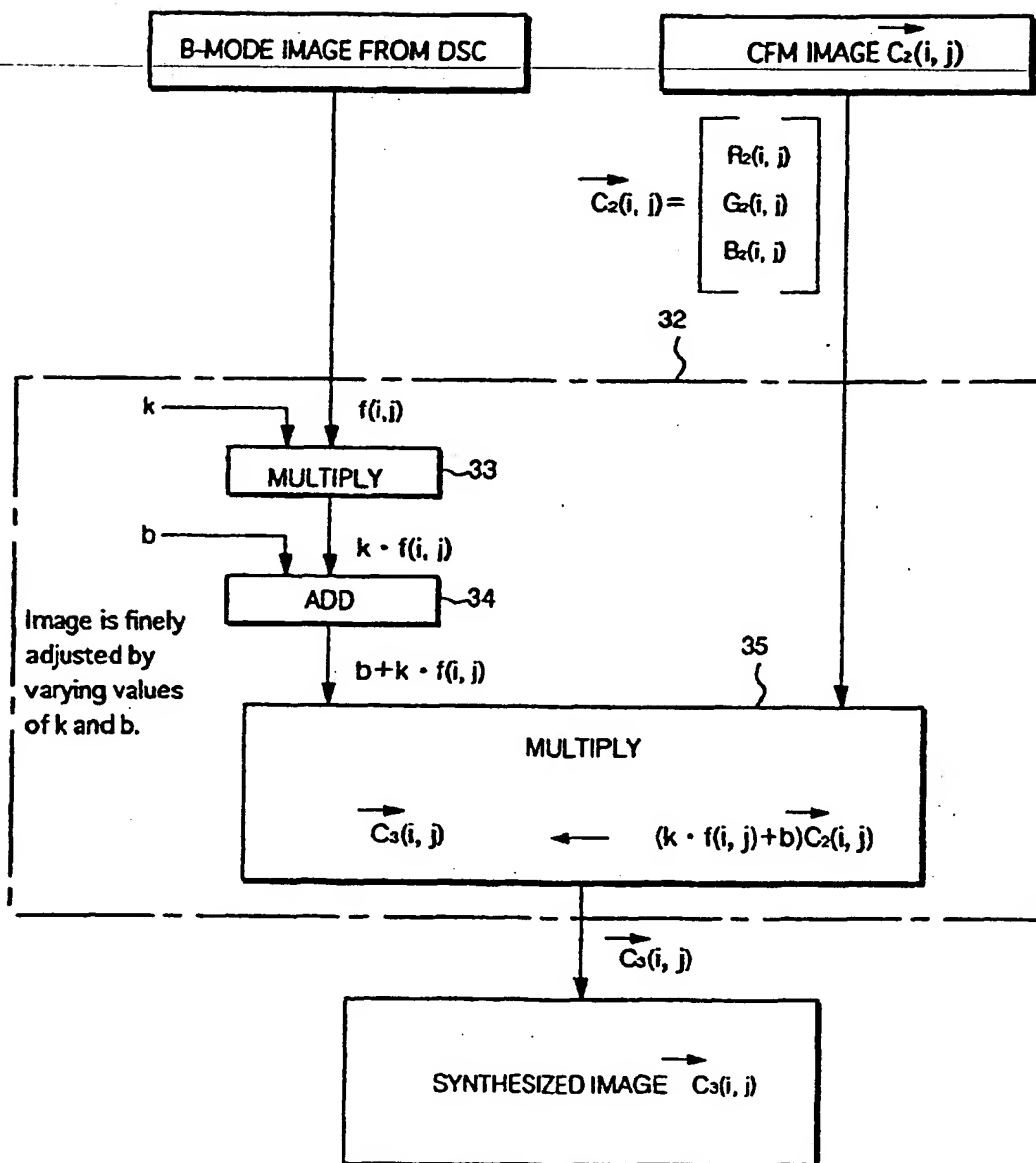 B-MODE IMAGE FROM DSC
CFM IMAGE C₂(i, j)
C₂(i, j)=
R₂(i, j)
G₂(i, j)
B₂(i, j)
32
k
f(i,j)
MULTIPLY
33
b
k · f(i, j)
ADD
34
Image is finely
adjusted by
varying values
of k and b.
b+k · f(i, j)
35
MULTIPLY
C₃(i, j) ← (k · f(i, j)+b)C₂(i, j)
C₃(i, j)
SYNTHESIZED IMAGE C₃(i, j)